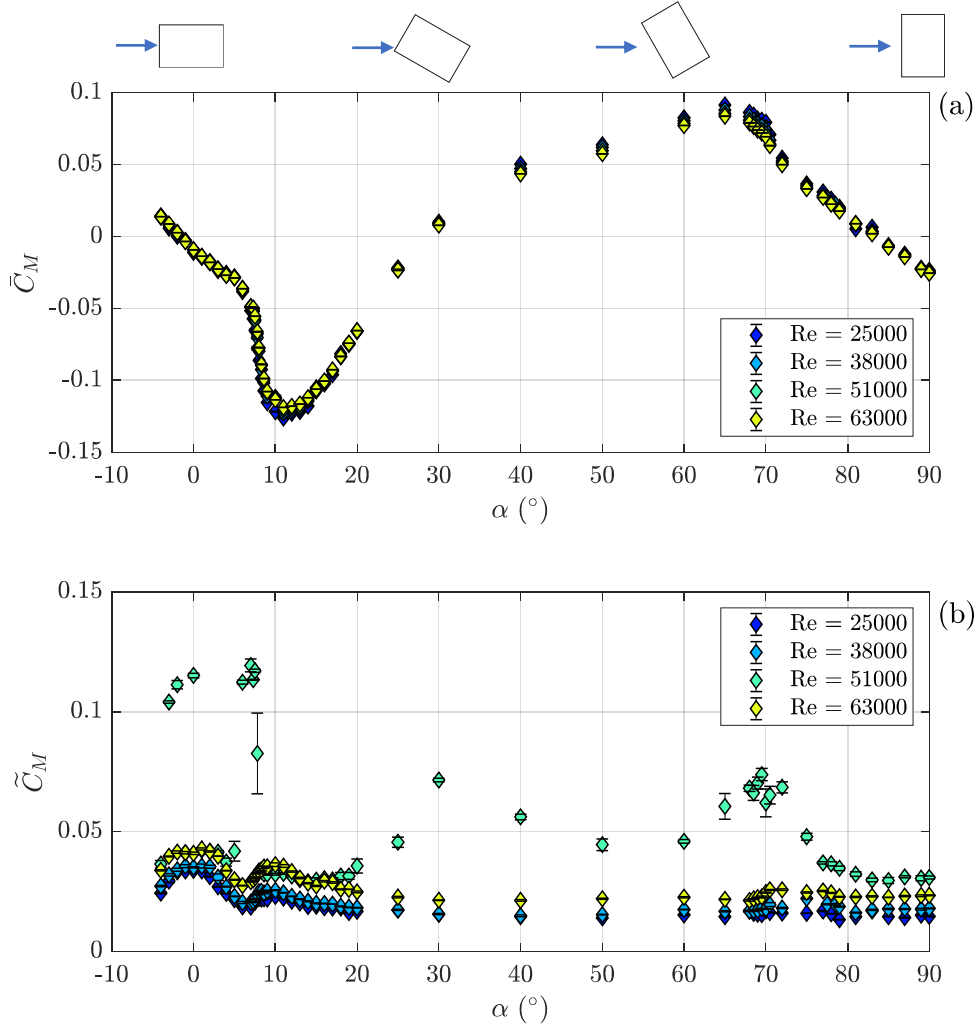 (a)
0.1
0.05
0
-0.05
-0.1
-0.15
C̄_M
Re = 25000
Re = 38000
Re = 51000
Re = 63000
-10 0 10 20 30 40 50 60 70 80 90
α (°)
(b)
0.15
0.1
0.05
0
C̃_M
Re = 25000
Re = 38000
Re = 51000
Re = 63000
-10 0 10 20 30 40 50 60 70 80 90
α (°)